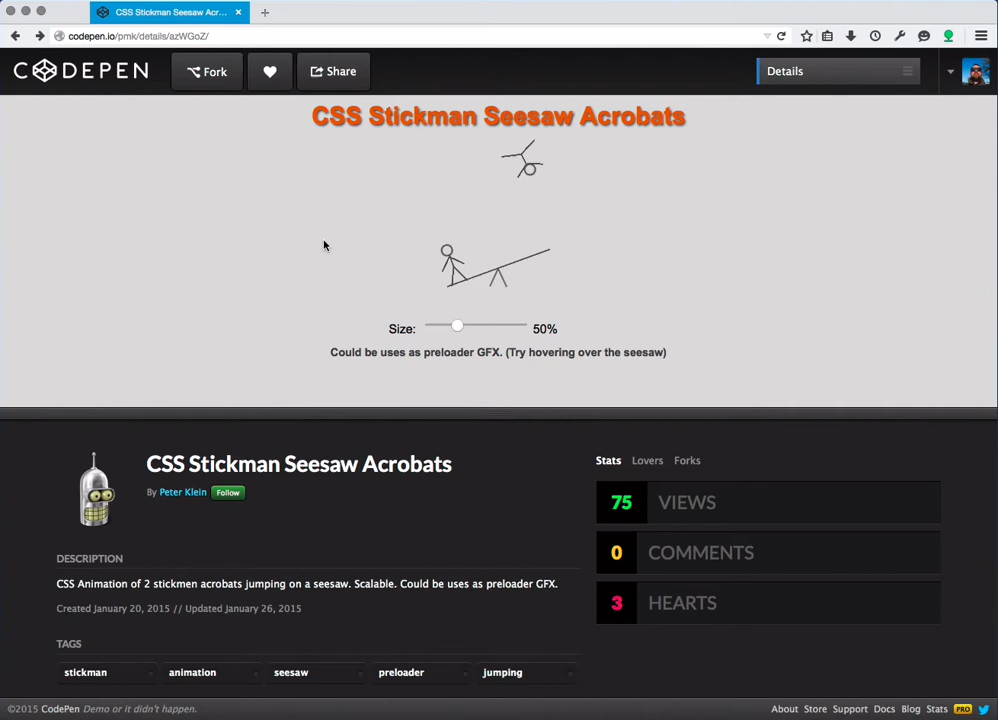 CSS Stickman Seesaw Acr...
codepen.io/pmk/details/azWGoZ/
CODEPEN
Fork
Share
Details
CSS Stickman Seesaw Acrobats
Size:
50%
Could be uses as preloader GFX. (Try hovering over the seesaw)
CSS Stickman Seesaw Acrobats
By Peter Klein
Follow
DESCRIPTION
CSS Animation of 2 stickmen acrobats jumping on a seesaw. Scalable. Could be uses as preloader GFX.
Created January 20, 2015 // Updated January 26, 2015
TAGS
stickman
animation
seesaw
preloader
jumping
Stats Lovers Forks
75 VIEWS
0 COMMENTS
3 HEARTS
©2015 CodePen Demo or it didn't happen.
About Store Support Docs Blog Stats PRO